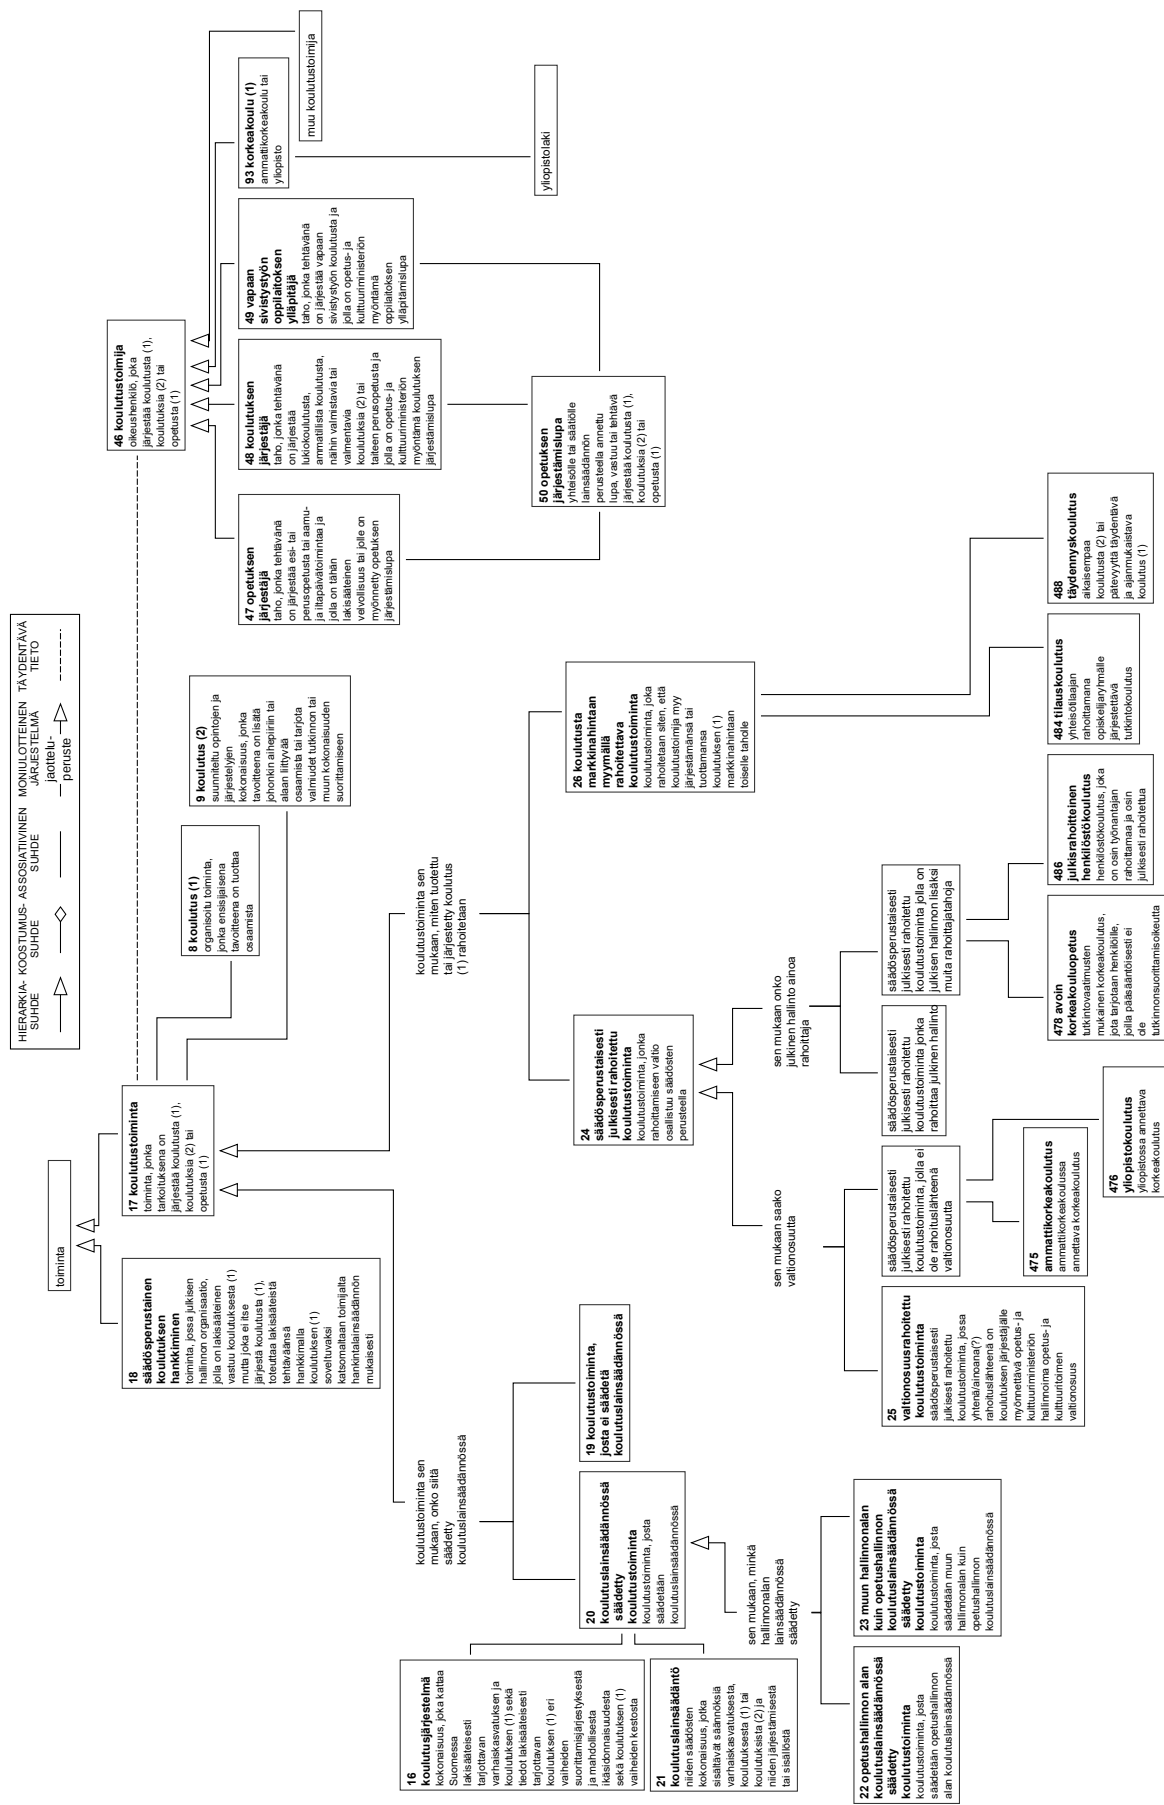 HIERARKIA-
SUHDE
KOOSTUMUS-
SUHDE
ASSOSIATIIVINEN
SUHDE
MONIULOTTEINEN
JÄRJESTELMÄ
jaottelu-
peruste
TÄYDENTÄVÄ
TIETO
toiminta
18
säädösperustainen
koulutuksen
hankkiminen
toiminta, jossa julkisen
hallinnon organisaatio,
jolla on lakisääteinen
vastuu koulutuksesta (1)
mutta joka ei itse
järjestä koulutusta (1),
toteuttaa lakisääteistä
tehtäväänsä
hankkimalla
koulutuksen (1)
soveltuvaksi
katsomaltaan toimijalta
hankintalainsäädännön
mukaisesti
17 koulutustoiminta
toiminta, jonka
tarkoituksena on
järjestää koulutusta (1),
koulutuksia (2) tai
opetusta (1)
8 koulutus (1)
organisoitu toiminta,
jonka ensisijaisena
tavoitteena on tuottaa
osaamista
9 koulutus (2)
suunniteltu opintojen ja
järjestelyjen
kokonaisuus, jonka
tavoitteena on lisätä
johonkin aihepiiriin tai
alaan liittyvää
osaamista tai tarjota
valmiudet tutkinnon tai
muun kokonaisuuden
suorittamiseen
46 koulutustoimija
oikeushenkilö, joka
järjestää koulutusta (1),
koulutuksia (2) tai
opetusta (1)
47 opetuksen
järjestäjä
taho, jonka tehtävänä
on järjestää esi- tai
perusopetusta tai aamu-
ja iltapäivätoimintaa ja
jolla on tähän
lakisääteinen
velvollisuus tai jolle on
myönnetty opetuksen
järjestämislupa
48 koulutuksen
järjestäjä
taho, jonka tehtävänä
on järjestää
lukiokoulutusta,
ammatillista koulutusta,
näihin valmistavia tai
valmentavia
koulutuksia (2) tai
taiteen perusopetusta ja
jolla on opetus- ja
kulttuuriministeriön
myöntämä koulutuksen
järjestämislupa
49 vapaan
sivistystyön
oppilaitoksen
ylläpitäjä
taho, jonka tehtävänä
on järjestää vapaan
sivistystyön koulutusta ja
jolla on opetus- ja
kulttuuriministeriön
myöntämä
oppilaitoksen
ylläpitämislupa
93 korkeakoulu (1)
ammattikorkeakoulu tai
yliopisto
muu koulutustoimija
50 opetuksen
järjestämislupa
yhteisölle tai säätiölle
lainsäädännön
perusteella annettu
lupa, vastuu tai tehtävä
järjestää koulutusta (1),
koulutuksia (2) tai
opetusta (1)
yliopistolaki
koulutustoiminta sen
mukaan, onko siitä
säädetty
koulutuslainsäädännössä
koulutustoiminta sen
mukaan, miten tuotettu
tai järjestetty koulutus
(1) rahoitetaan
16
koulutusjärjestelmä
kokonaisuus, joka kattaa
Suomessa
lakisääteisesti
tarjottavan
varhaiskasvatuksen ja
koulutuksen (1) sekä
tiedot lakisääteisesti
tarjottavan
koulutuksen (1) eri
vaiheiden
suorittamisjärjestyksestä
ja mahdollisesta
ikäsidonnaisuudesta
sekä koulutuksen (1)
vaiheiden kestosta
21
koulutuslainsäädäntö
niiden säädösten
kokonaisuus, jotka
sisältävät säännöksiä
varhaiskasvatuksesta,
koulutuksesta (1) tai
koulutuksista (2) ja
niiden järjestämisestä
tai sisällöstä
20
koulutuslainsäädännössä
säädetty
koulutustoiminta
koulutustoiminta, josta
säädetään
koulutuslainsäädännössä
19 koulutustoiminta,
josta ei säädetä
koulutuslainsäädännössä
sen mukaan, minkä
hallinnonalan
lainsäädännössä
säädetty
22 opetushallinnon alan
koulutuslainsäädännössä
säädetty
koulutustoiminta
koulutustoiminta, josta
säädetään opetushallinnon
alan koulutuslainsäädännössä
23 muun hallinnonalan
kuin opetushallinnon
koulutuslainsäädännössä
säädetty
koulutustoiminta
koulutustoiminta, josta
säädetään muun
hallinnonalan kuin
opetushallinnon
koulutuslainsäädännössä
24
säädösperustaisesti
julkisesti rahoitettu
koulutustoiminta
koulutustoiminta, jonka
rahoittamiseen valtio
osallistuu säädösten
perusteella
26 koulutusta
markkinahintaan
myymällä
rahoitettava
koulutustoiminta
koulutustoiminta, joka
rahoitetaan siten, että
koulutustoimija myy
järjestämänsä tai
tuottamansa
koulutuksen (1)
markkinahintaan
toiselle taholle
sen mukaan saako
valtionosuutta
sen mukaan onko
julkinen hallinto ainoa
rahoittaja
25
valtionosuusrahoitettu
koulutustoiminta
säädösperustaisesti
julkisesti rahoitettu
koulutustoiminta, jossa
yhtenä/ainoana(?)
rahoituslähteenä on
koulutuksen järjestäjälle
myönnettävä opetus- ja
kulttuuriministeriön
hallinnoima opetus- ja
kulttuuritoimen
valtionosuus
säädösperustaisesti
julkisesti rahoitettu
koulutustoiminta, jolla ei
ole rahoituslähteenä
valtionosuutta
säädösperustaisesti
julkisesti rahoitettu
koulutustoiminta jonka
rahoittaa julkinen hallinto
säädösperustaisesti
julkisesti rahoitettu
koulutustoiminta jolla on
julkisen hallinnon lisäksi
muita rahoittajatahoja
475
ammattikorkeakoulutus
ammattikorkeakoulussa
annettava korkeakoulutus
476
yliopistokoulutus
yliopistossa annettava
korkeakoulutus
478 avoin
korkeakouluopetus
tutkintovaatimusten
mukainen korkeakoulutus,
jota tarjotaan henkilöille,
joilla pääsääntöisesti ei
ole
tutkinnonsuorittamisoikeutta
486
julkisrahoitteinen
henkilöstökoulutus
henkilöstökoulutus, joka
on osin työnantajan
rahoittamaa ja osin
julkisesti rahoitettua
484 tilauskoulutus
yhteisötilaajan
rahoittamana
opiskelijaryhmälle
järjestettävä
tutkintokoulutus
488
täydennyskoulutus
aikaisempaa
koulutusta (2) tai
pätevyyttä täydentävä
ja ajanmukaistava
koulutus (1)